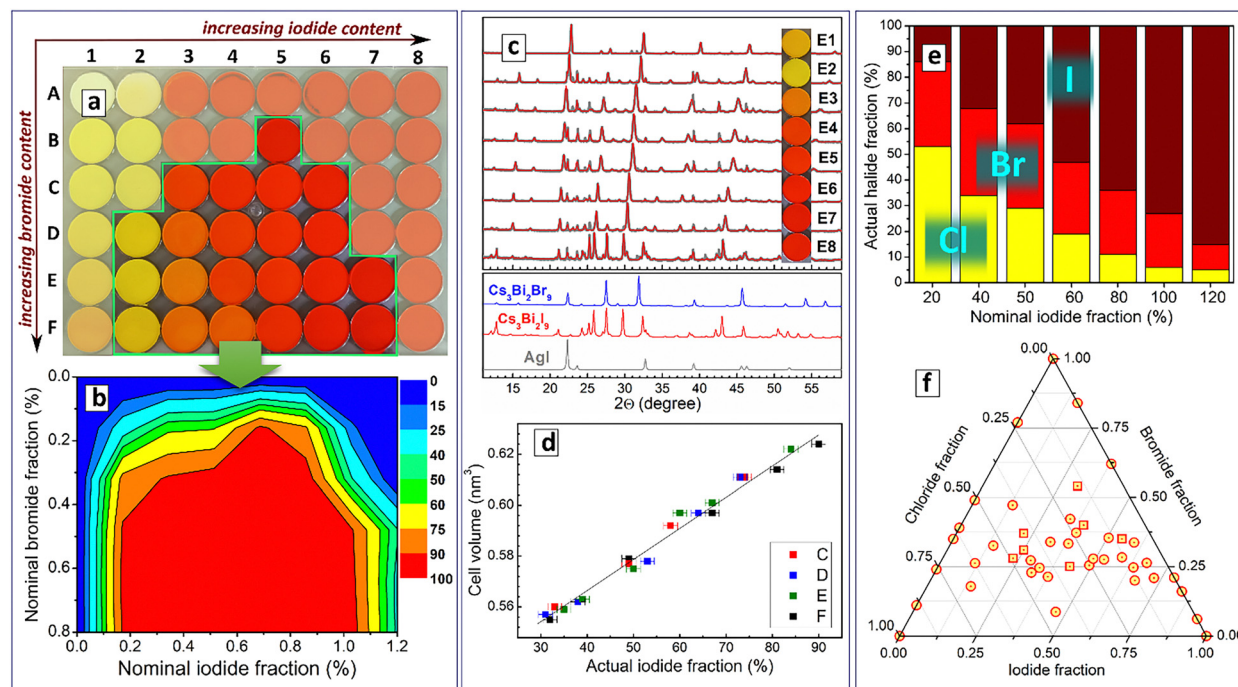 increasing iodide content
1 2 3 4 5 6 7 8
increasing bromide content
a
A
B
C
D
E
F
b
0.0
0.2
0.4
0.6
0.8
Nominal bromide fraction (%)
0.0 0.2 0.4 0.6 0.8 1.0 1.2
Nominal iodide fraction (%)
0
15
25
40
50
60
75
90
100
c
E1
E2
E3
E4
E5
E6
E7
E8
Cs3Bi2Br9
Cs3Bi2I9
AgI
15 20 25 30 35 40 45 50 55
2Θ (degree)
d
Cell volume (nm³)
0.62
0.60
0.58
0.56
C
D
E
F
30 40 50 60 70 80 90
Actual iodide fraction (%)
e
Actual halide fraction (%)
100
90
80
70
60
50
40
30
20
10
0
I
Br
Cl
20 40 50 60 80 100 120
Nominal iodide fraction (%)
f
0.00 1.00
0.25 0.75
0.50 0.50
0.75 0.25
1.00 0.00
Chloride fraction
Bromide fraction
0.00 0.25 0.50 0.75 1.00
Iodide fraction